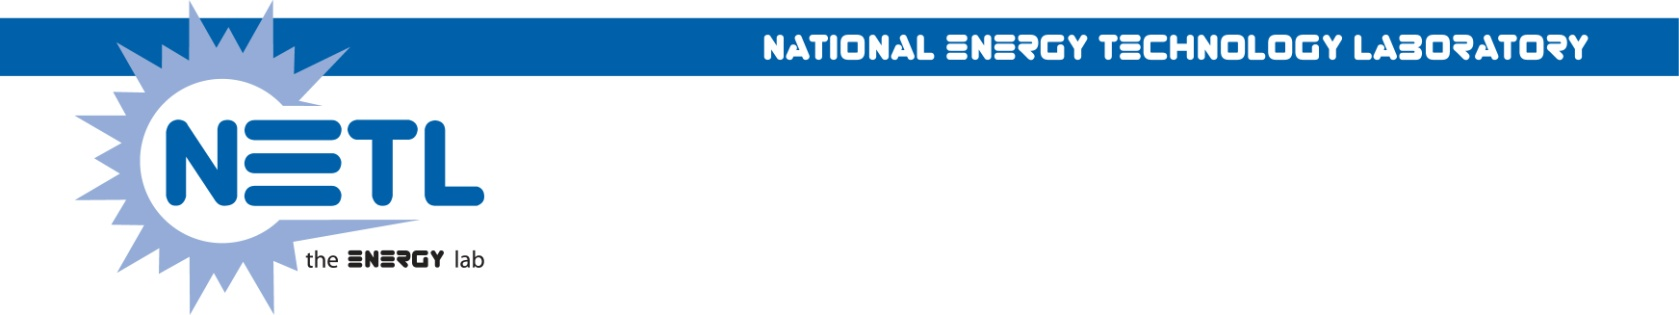 NATIONAL ENERGY TECHNOLOGY LABORATORY
NETL
the ENERGY lab